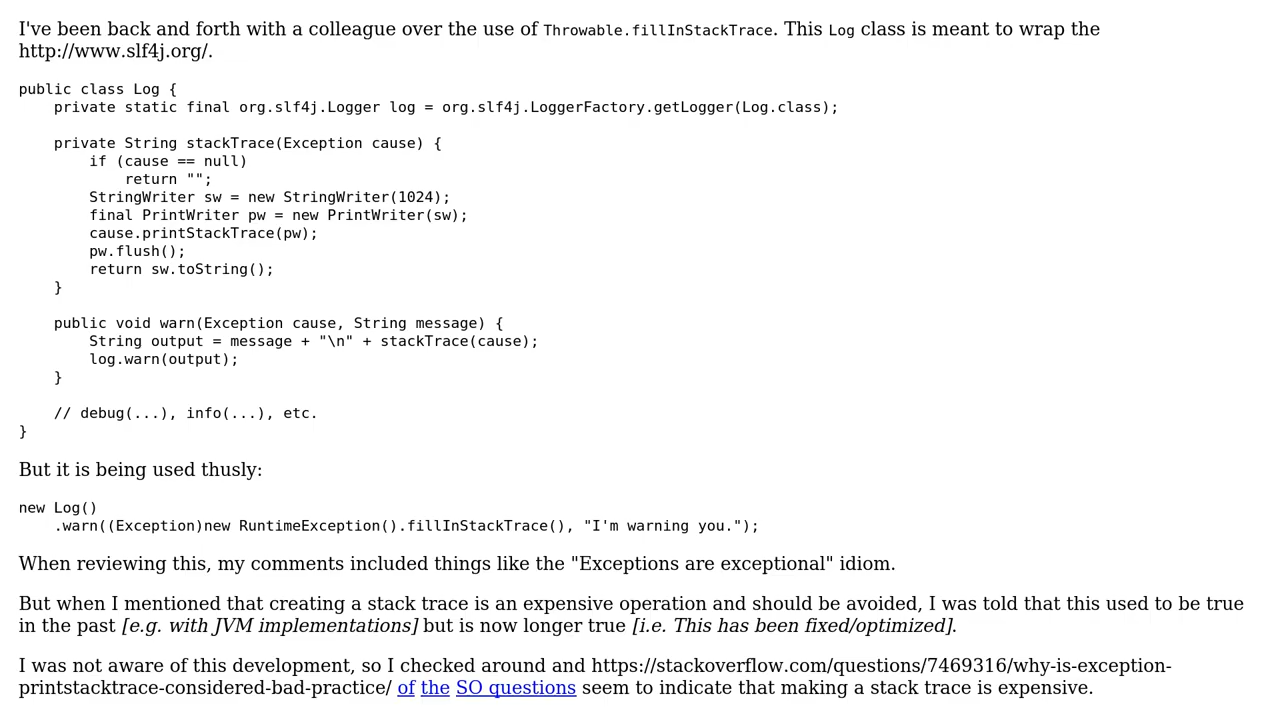 I've been back and forth with a colleague over the use of Throwable.fillInStackTrace. This Log class is meant to wrap the
http://www.slf4j.org/.
public class Log {
    private static final org.slf4j.Logger log = org.slf4j.LoggerFactory.getLogger(Log.class);
    private String stackTrace(Exception cause) {
        if (cause == null)
            return "";
        StringWriter sw = new StringWriter(1024);
        final PrintWriter pw = new PrintWriter(sw);
        cause.printStackTrace(pw);
        pw.flush();
        return sw.toString();
    }
    public void warn(Exception cause, String message) {
        String output = message + "\n" + stackTrace(cause);
        log.warn(output);
    }
    // debug(...), info(...), etc.
}
But it is being used thusly:
new Log()
    .warn((Exception)new RuntimeException().fillInStackTrace(), "I'm warning you.");
When reviewing this, my comments included things like the "Exceptions are exceptional" idiom.
But when I mentioned that creating a stack trace is an expensive operation and should be avoided, I was told that this used to be true
in the past [e.g. with JVM implementations] but is now longer true [i.e. This has been fixed/optimized].
I was not aware of this development, so I checked around and https://stackoverflow.com/questions/7469316/why-is-exception-
printstacktrace-considered-bad-practice/ of the SO questions seem to indicate that making a stack trace is expensive.